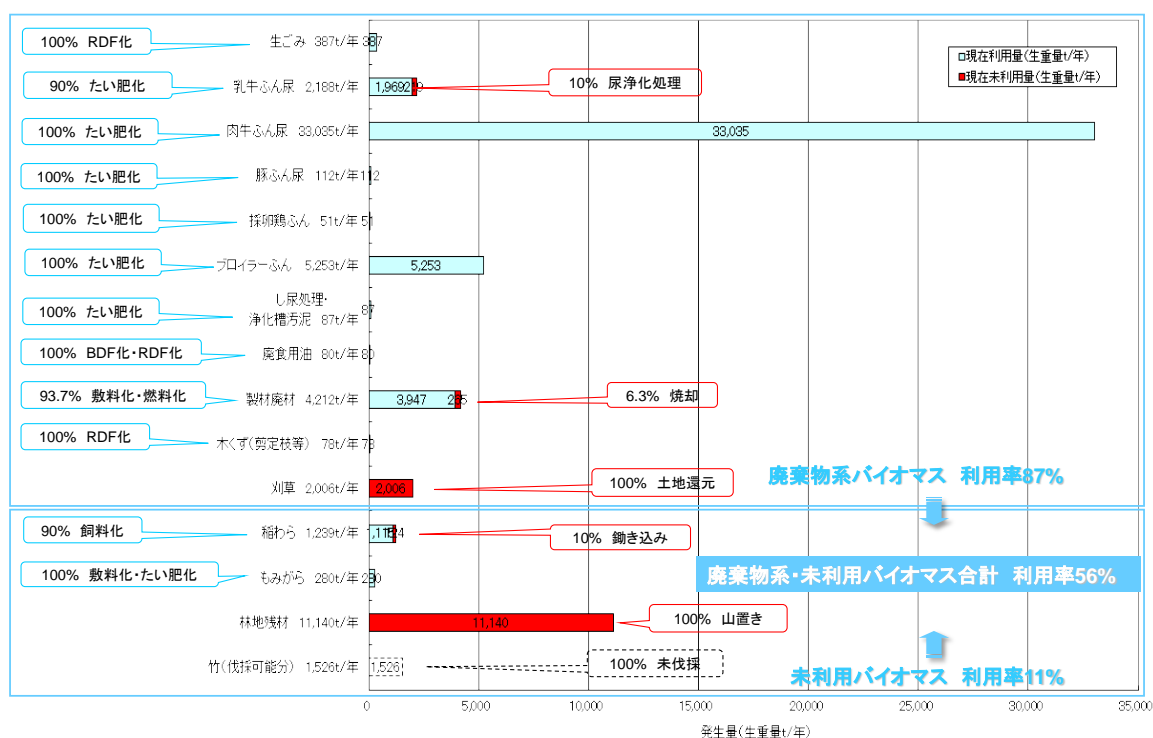 □現在利用量(生重量t/年)
■現在未利用量(生重量t/年)
100% RDF化
生ごみ 387t/年
387
90% たい肥化
乳牛ふん尿 2,188t/年
1,969
10% 尿浄化処理
100% たい肥化
肉牛ふん尿 33,035t/年
33,035
100% たい肥化
豚ふん尿 112t/年
112
100% たい肥化
採卵鶏ふん 51t/年
51
100% たい肥化
ブロイラーふん 5,253t/年
5,253
100% たい肥化
し尿処理・
浄化槽汚泥 87t/年
87
100% BDF化・RDF化
廃食用油 80t/年
80
93.7% 敷料化・燃料化
製材廃材 4,212t/年
3,947
265
6.3% 焼却
100% RDF化
木くず(剪定枝等) 78t/年
78
刈草 2,006t/年
2,006
100% 土地還元
廃棄物系バイオマス 利用率87%
90% 飼料化
稲わら 1,239t/年
10% 鋤き込み
100% 敷料化・たい肥化
もみがら 280t/年
280
廃棄物系・未利用バイオマス合計 利用率56%
林地残材 11,140t/年
11,140
100% 山置き
竹(伐採可能分) 1,526t/年
1,526
100% 未伐採
未利用バイオマス 利用率11%
0 5,000 10,000 15,000 20,000 25,000 30,000 35,000
発生量(生重量t/年)